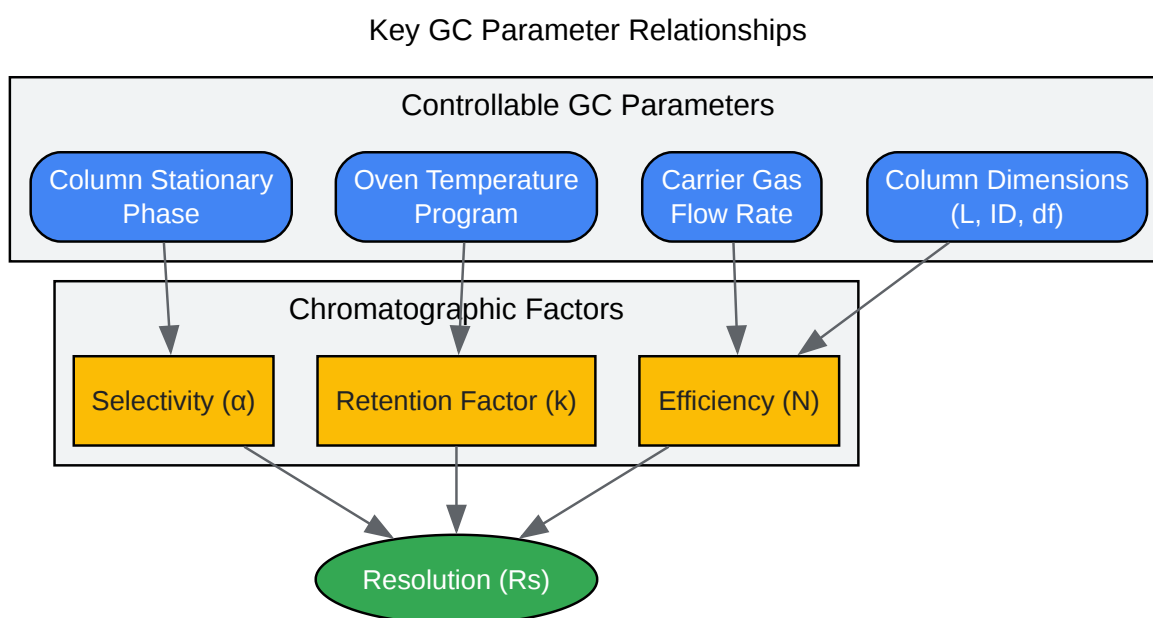 Key GC Parameter Relationships
Controllable GC Parameters
Column Stationary
Phase
Oven Temperature
Program
Carrier Gas
Flow Rate
Column Dimensions
(L, ID, df)
Chromatographic Factors
Selectivity (α)
Retention Factor (k)
Efficiency (N)
Resolution (Rs)